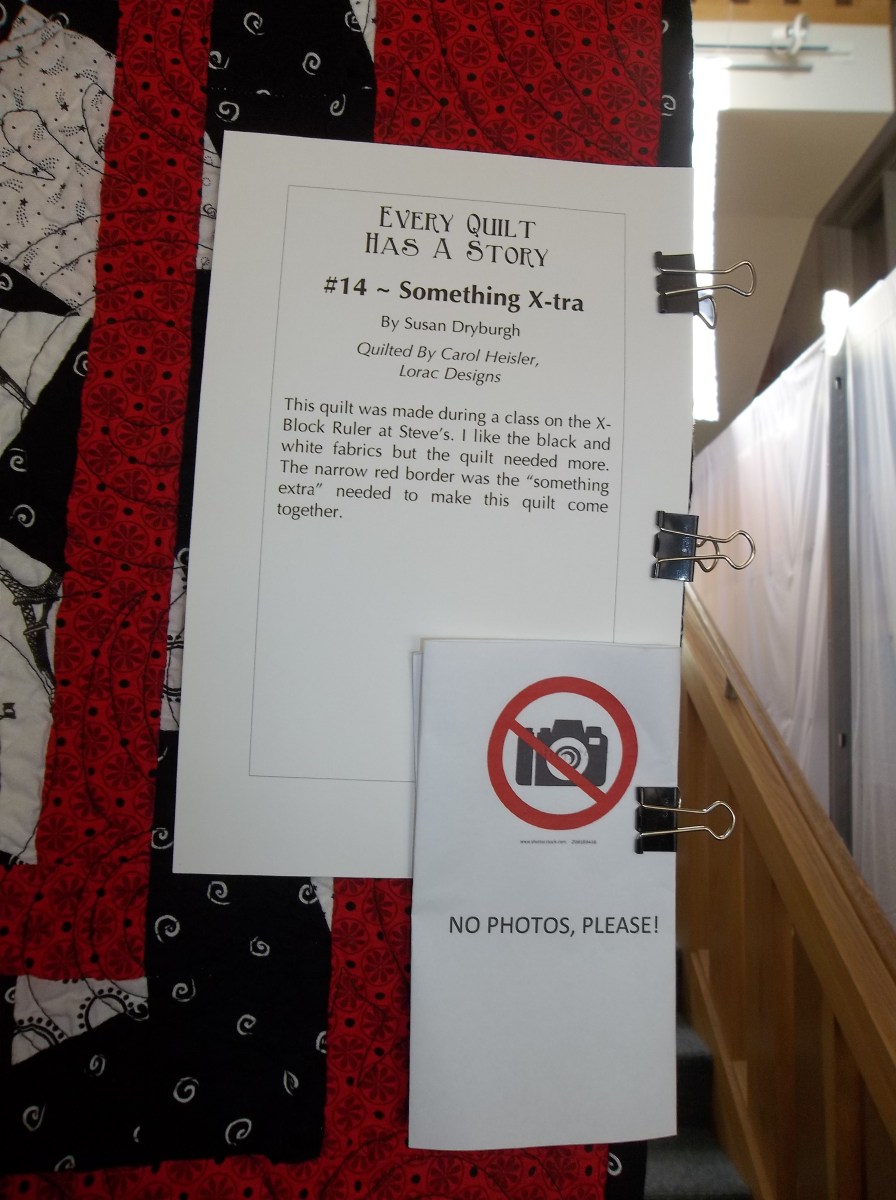 EVERY QUILT
HAS A STORY
#14 ~ Something X-tra
By Susan Dryburgh
Quilted By Carol Heisler,
Lorac Designs
This quilt was made during a class on the X-
Block Ruler at Steve's. I like the black and
white fabrics but the quilt needed more.
The narrow red border was the “something
extra” needed to make this quilt come
together.
NO PHOTOS, PLEASE!